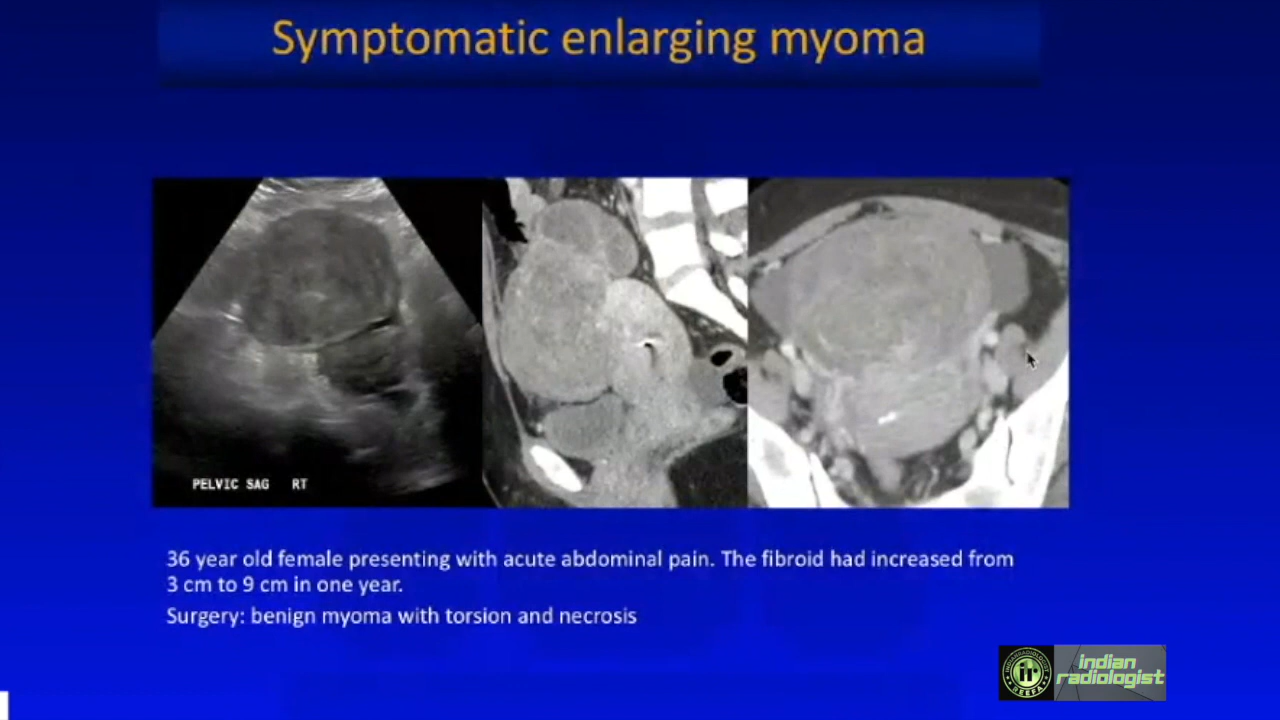 Symptomatic enlarging myoma
PELVIC SAG RT
36 year old female presenting with acute abdominal pain. The fibroid had increased from
3 cm to 9 cm in one year.
Surgery: benign myoma with torsion and necrosis
ir
indian
radiologist